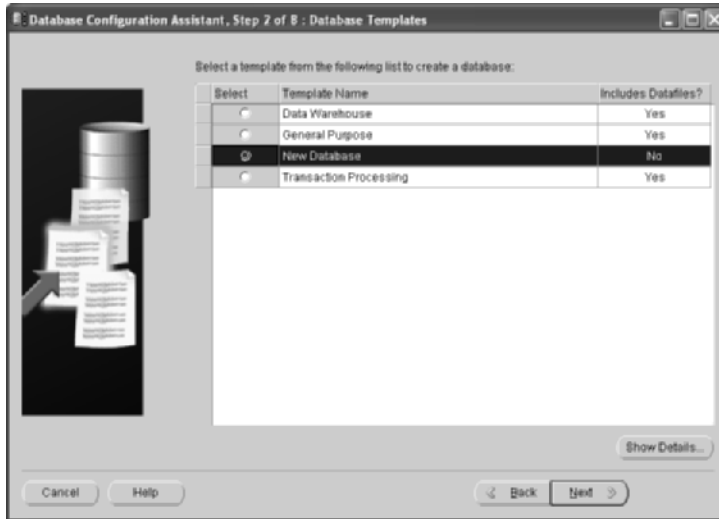 Database Configuration Assistant, Step 2 of 8 : Database Templates
Select a template from the following list to create a database:
Select Template Name Includes Datafiles?
Data Warehouse Yes
General Purpose Yes
New Database No
Transaction Processing Yes
Show Details...
Cancel Help Back Next